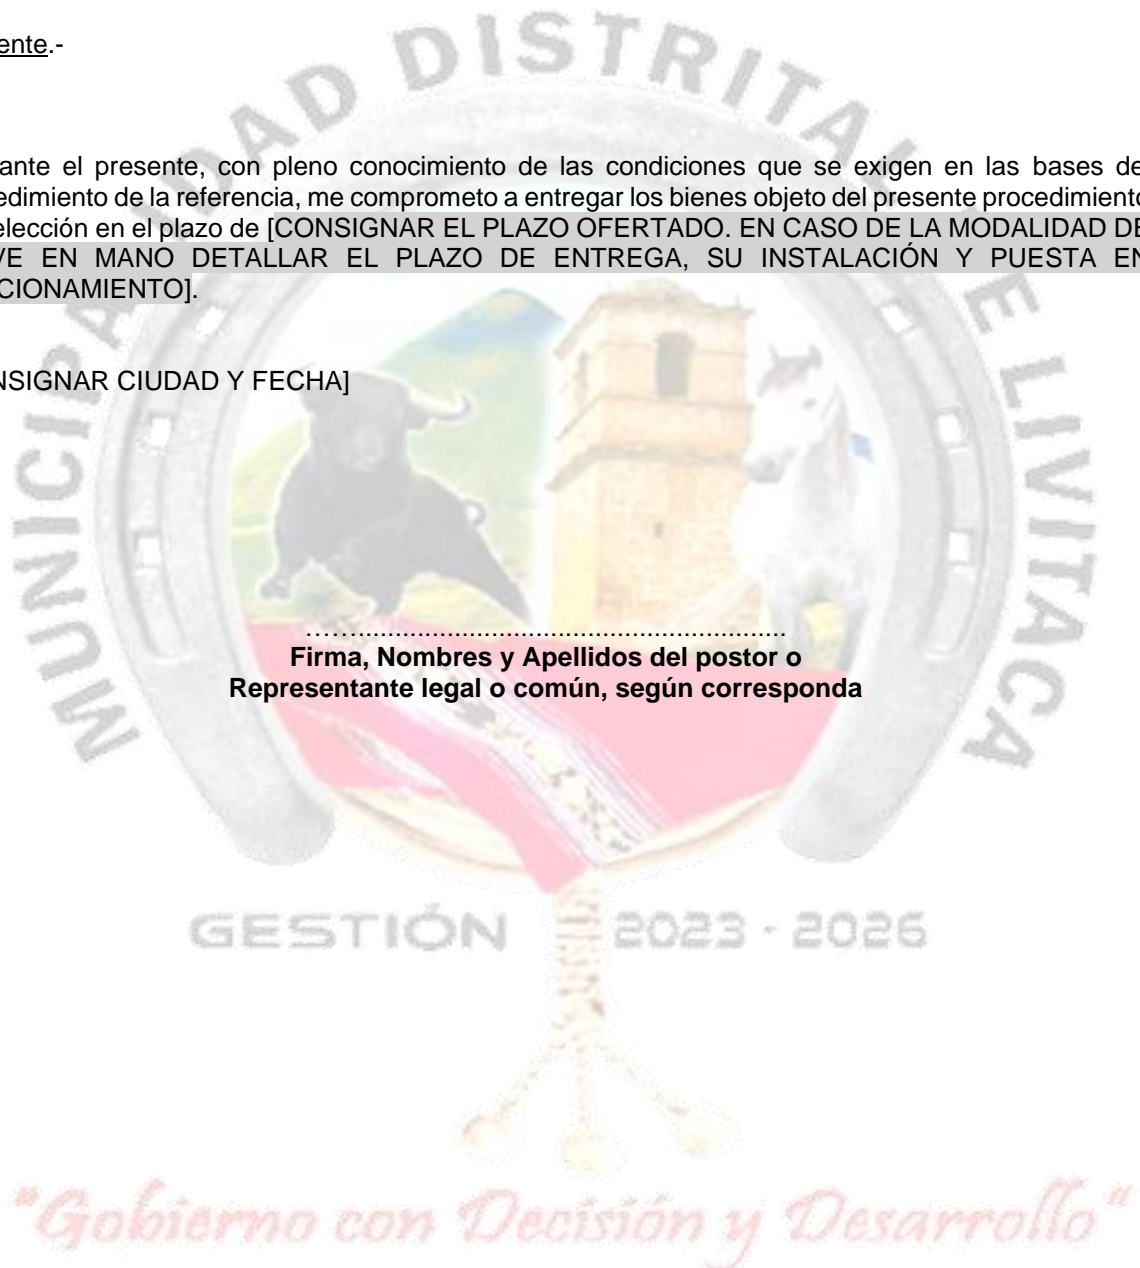 ente.-
ante el presente, con pleno conocimiento de las condiciones que se exigen en las bases de
edimiento de la referencia, me comprometo a entregar los bienes objeto del presente procedimiento
elección en el plazo de [CONSIGNAR EL PLAZO OFERTADO. EN CASO DE LA MODALIDAD DE
VE EN MANO DETALLAR EL PLAZO DE ENTREGA, SU INSTALACIÓN Y PUESTA EN
CIONAMIENTO].
NSIGNAR CIUDAD Y FECHA]
……..........................................................
Firma, Nombres y Apellidos del postor o
Representante legal o común, según corresponda
MUNICIPALIDAD DISTRITAL DE LIVITACA
GESTIÓN 2023 - 2026
"Gobierno con Decisión y Desarrollo"